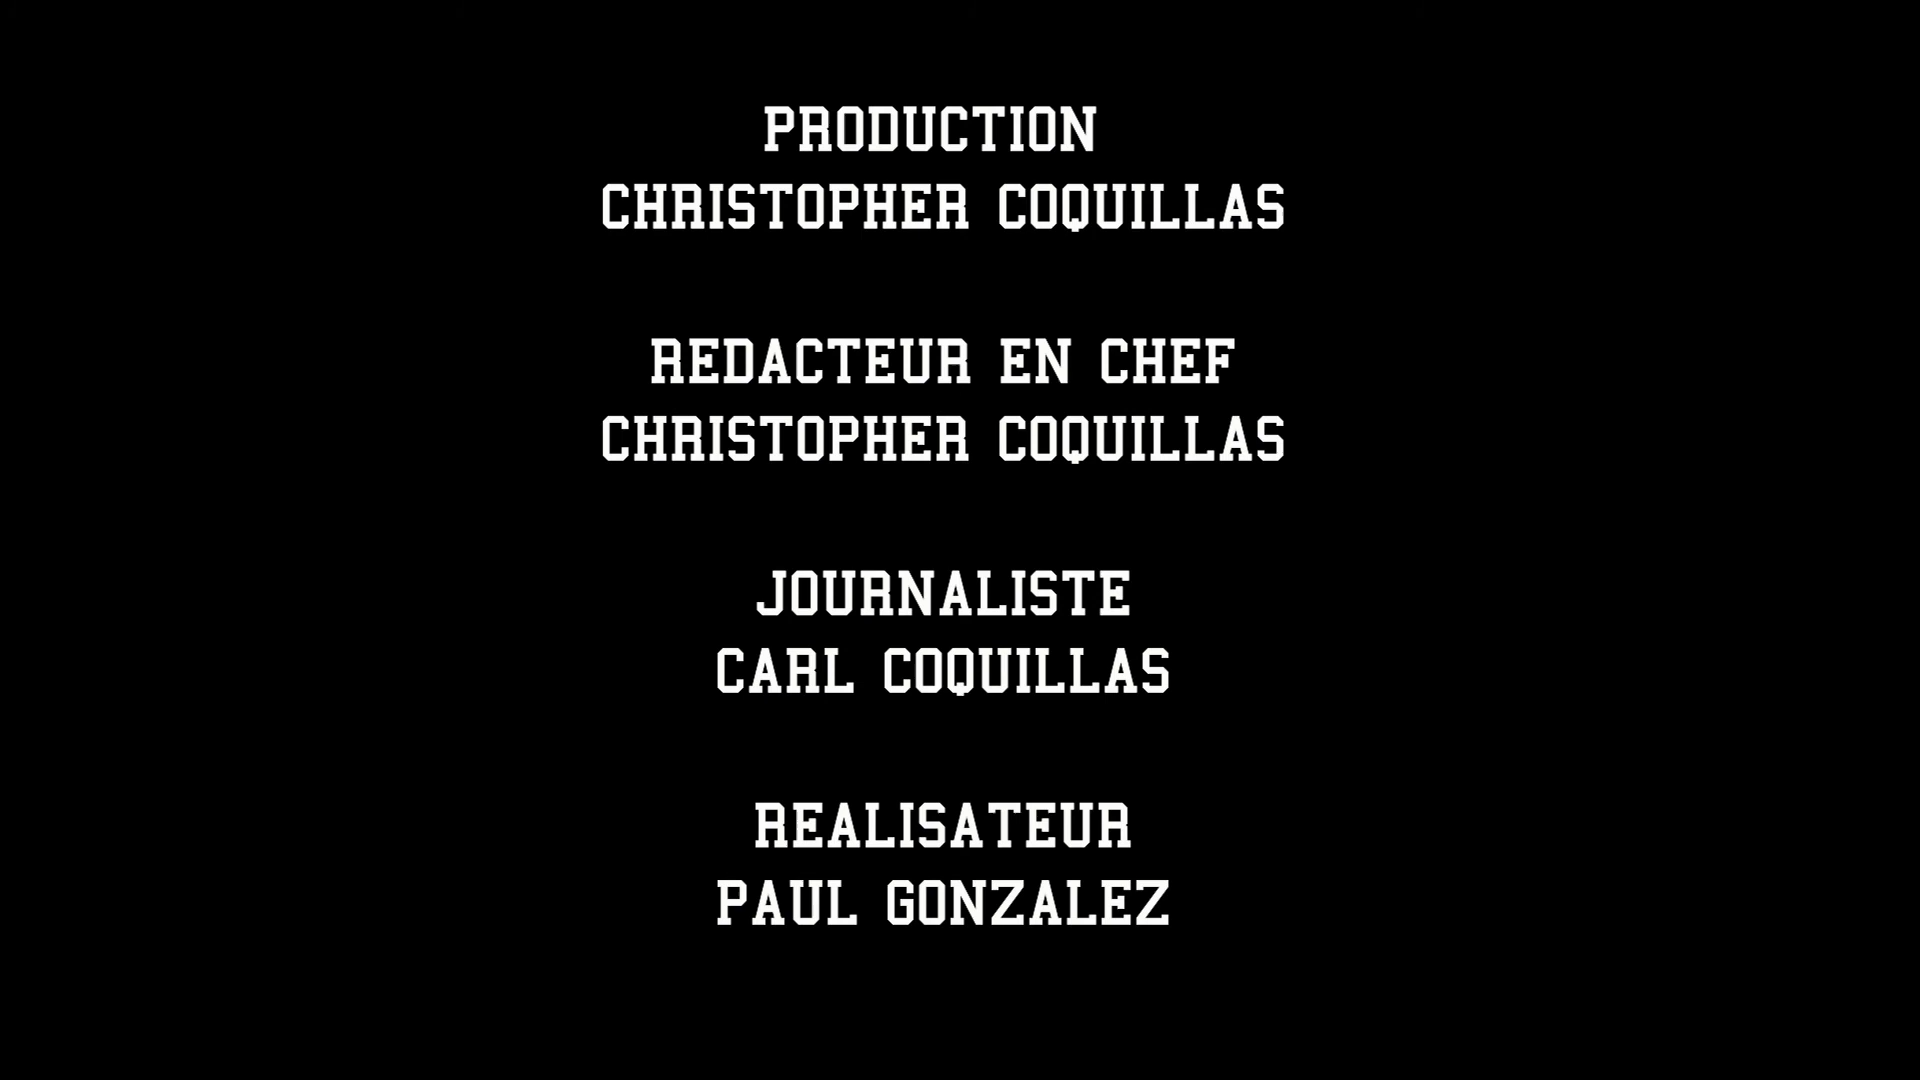 PRODUCTION
CHRISTOPHER COQUILLAS
REDACTEUR EN CHEF
CHRISTOPHER COQUILLAS
JOURNALISTE
CARL COQUILLAS
REALISATEUR
PAUL GONZALEZ